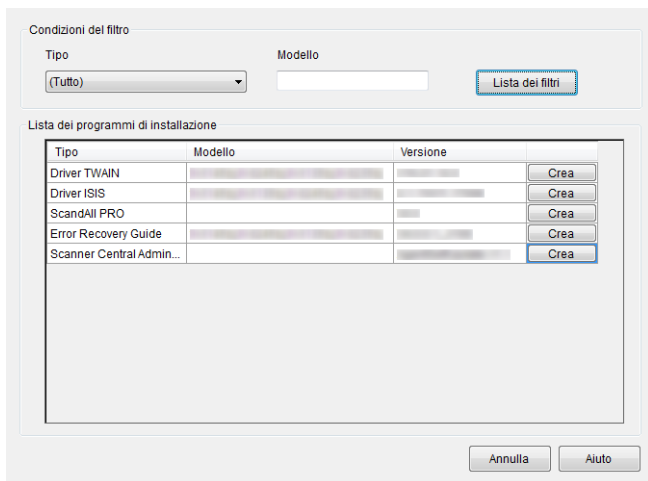 Condizioni del filtro
Tipo Modello
(Tutto) Lista dei filtri
Lista dei programmi di installazione
Tipo Modello Versione
Driver TWAIN Crea
Driver ISIS Crea
ScandAll PRO Crea
Error Recovery Guide Crea
Scanner Central Admin... Crea
Annulla Aiuto